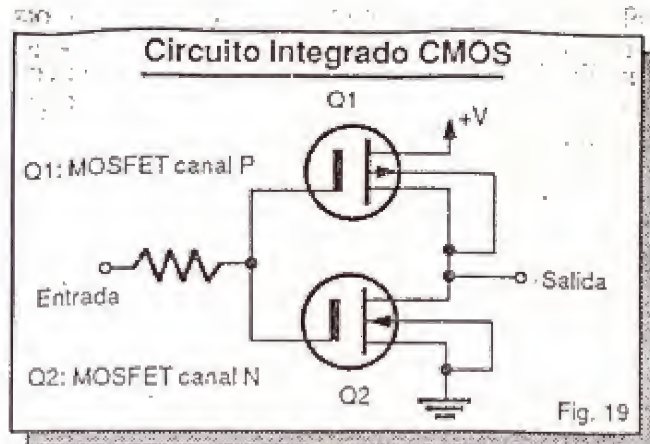 Circuito Integrado CMOS
Q1
+V
Q1: MOSFET canal P
Entrada
Salida
Q2: MOSFET canal N
Q2
Fig. 19